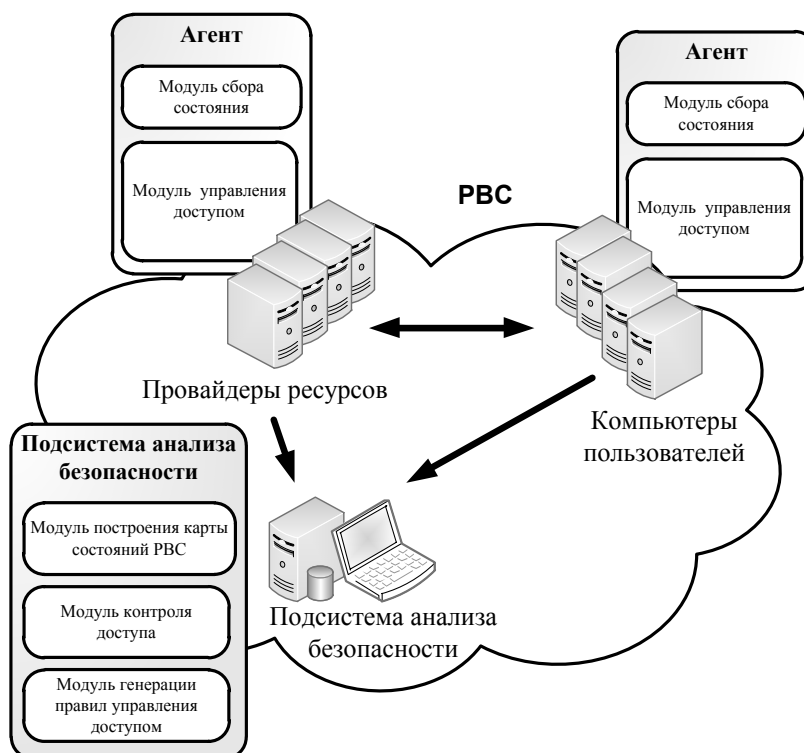 Агент
Модуль сбора
состояния
Модуль управления
доступом
Агент
Модуль сбора
состояния
Модуль управления
доступом
РВС
Провайдеры ресурсов
Компьютеры
пользователей
Подсистема анализа
безопасности
Модуль построения карты
состояний РВС
Модуль контроля
доступа
Модуль генерации
правил управления
доступом
Подсистема анализа
безопасности